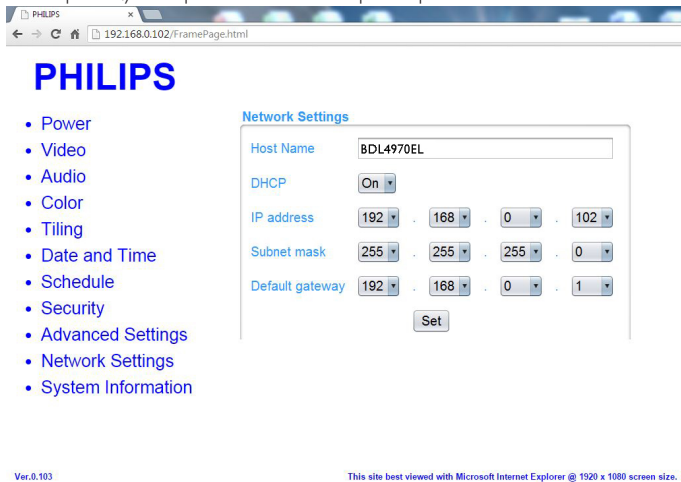 PHILIPS
192.168.0.102/FramePage.html
PHILIPS
Power
Video
Audio
Color
Tiling
Date and Time
Schedule
Security
Advanced Settings
Network Settings
System Information
Network Settings
Host Name BDL4970EL
DHCP On
IP address 192 . 168 . 0 . 102
Subnet mask 255 . 255 . 255 . 0
Default gateway 192 . 168 . 0 . 1
Set
Ver.0.103
This site best viewed with Microsoft Internet Explorer @ 1920 x 1080 screen size.